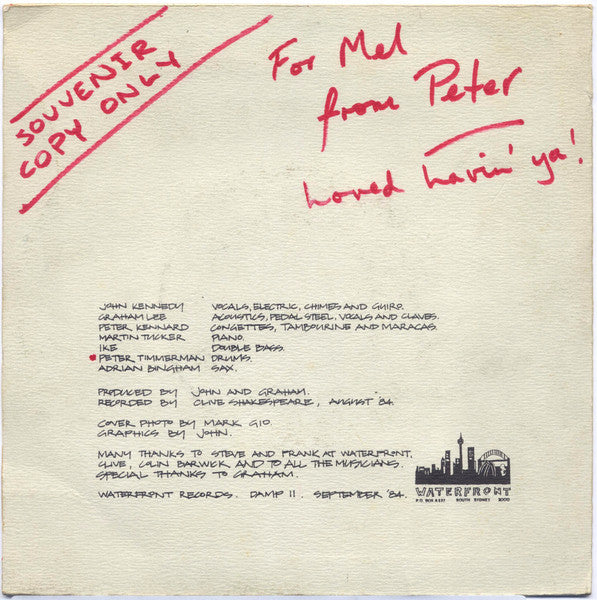 SOUVENIR
COPY ONLY
For Mel
from Peter
Loved havin' ya!
JOHN KENNEDY VOCALS, ELECTRIC, CHIMES AND GUIRO.
GRAHAM LEE ACOUSTICS, PEDAL STEEL, VOCALS AND CLAVES.
PETER KENNARD CONGETTES, TAMBOURINE AND MARACAS.
MARTIN TUCKER PIANO.
IKE DOUBLE BASS.
PETER TIMMERMAN DRUMS.
ADRIAN BINGHAM SAX.
PRODUCED BY JOHN AND GRAHAM.
RECORDED BY CLIVE SHAKESPEARE, AUGUST '84.
COVER PHOTO BY MARK GIO.
GRAPHICS BY JOHN.
MANY THANKS TO STEVE AND FRANK AT WATERFRONT,
CLIVE, COLIN BARWICK AND TO ALL THE MUSICIANS.
SPECIAL THANKS TO GRAHAM.
WATERFRONT RECORDS. DAMP 11. SEPTEMBER '84.
WATERFRONT
P.O. BOX SOUTH SYDNEY 2000